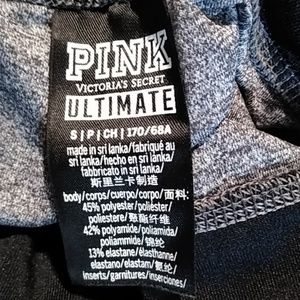 PINK
VICTORIA'S SECRET
ULTIMATE
S | P | CH | 170/68A
made in sri lanka/fabriqué au
sri lanka/hecho en sri lanka/
fabbricato in sri lanka/
斯里兰卡制造
body/corps/cuerpo/corpo/面料:
45% polyester/poliéster/
poliestere/聚酯纤维
42% polyamide/poliamida/
poliammide/锦纶
13% elastane/élasthanne/
elastano/elastam/氨纶/
inserts/garnitures/inserciones/